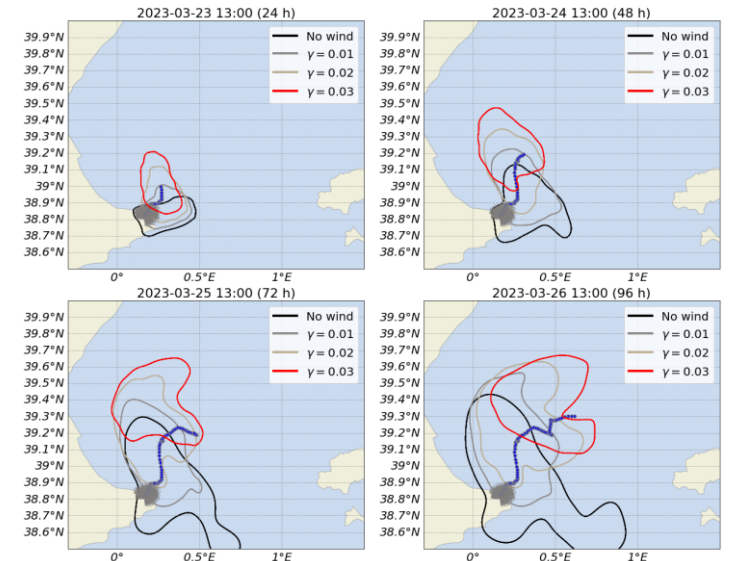 2023-03-23 13:00 (24 h)
39.9°N
39.8°N
39.7°N
39.6°N
39.5°N
39.4°N
39.3°N
39.2°N
39.1°N
39°N
38.9°N
38.8°N
38.7°N
38.6°N
No wind
γ = 0.01
γ = 0.02
γ = 0.03
0° 0.5°E 1°E
2023-03-24 13:00 (48 h)
39.9°N
39.8°N
39.7°N
39.6°N
39.5°N
39.4°N
39.3°N
39.2°N
39.1°N
39°N
38.9°N
38.8°N
38.7°N
38.6°N
No wind
γ = 0.01
γ = 0.02
γ = 0.03
0° 0.5°E 1°E
2023-03-25 13:00 (72 h)
39.9°N
39.8°N
39.7°N
39.6°N
39.5°N
39.4°N
39.3°N
39.2°N
39.1°N
39°N
38.9°N
38.8°N
38.7°N
38.6°N
No wind
γ = 0.01
γ = 0.02
γ = 0.03
0° 0.5°E 1°E
2023-03-26 13:00 (96 h)
39.9°N
39.8°N
39.7°N
39.6°N
39.5°N
39.4°N
39.3°N
39.2°N
39.1°N
39°N
38.9°N
38.8°N
38.7°N
38.6°N
No wind
γ = 0.01
γ = 0.02
γ = 0.03
0° 0.5°E 1°E